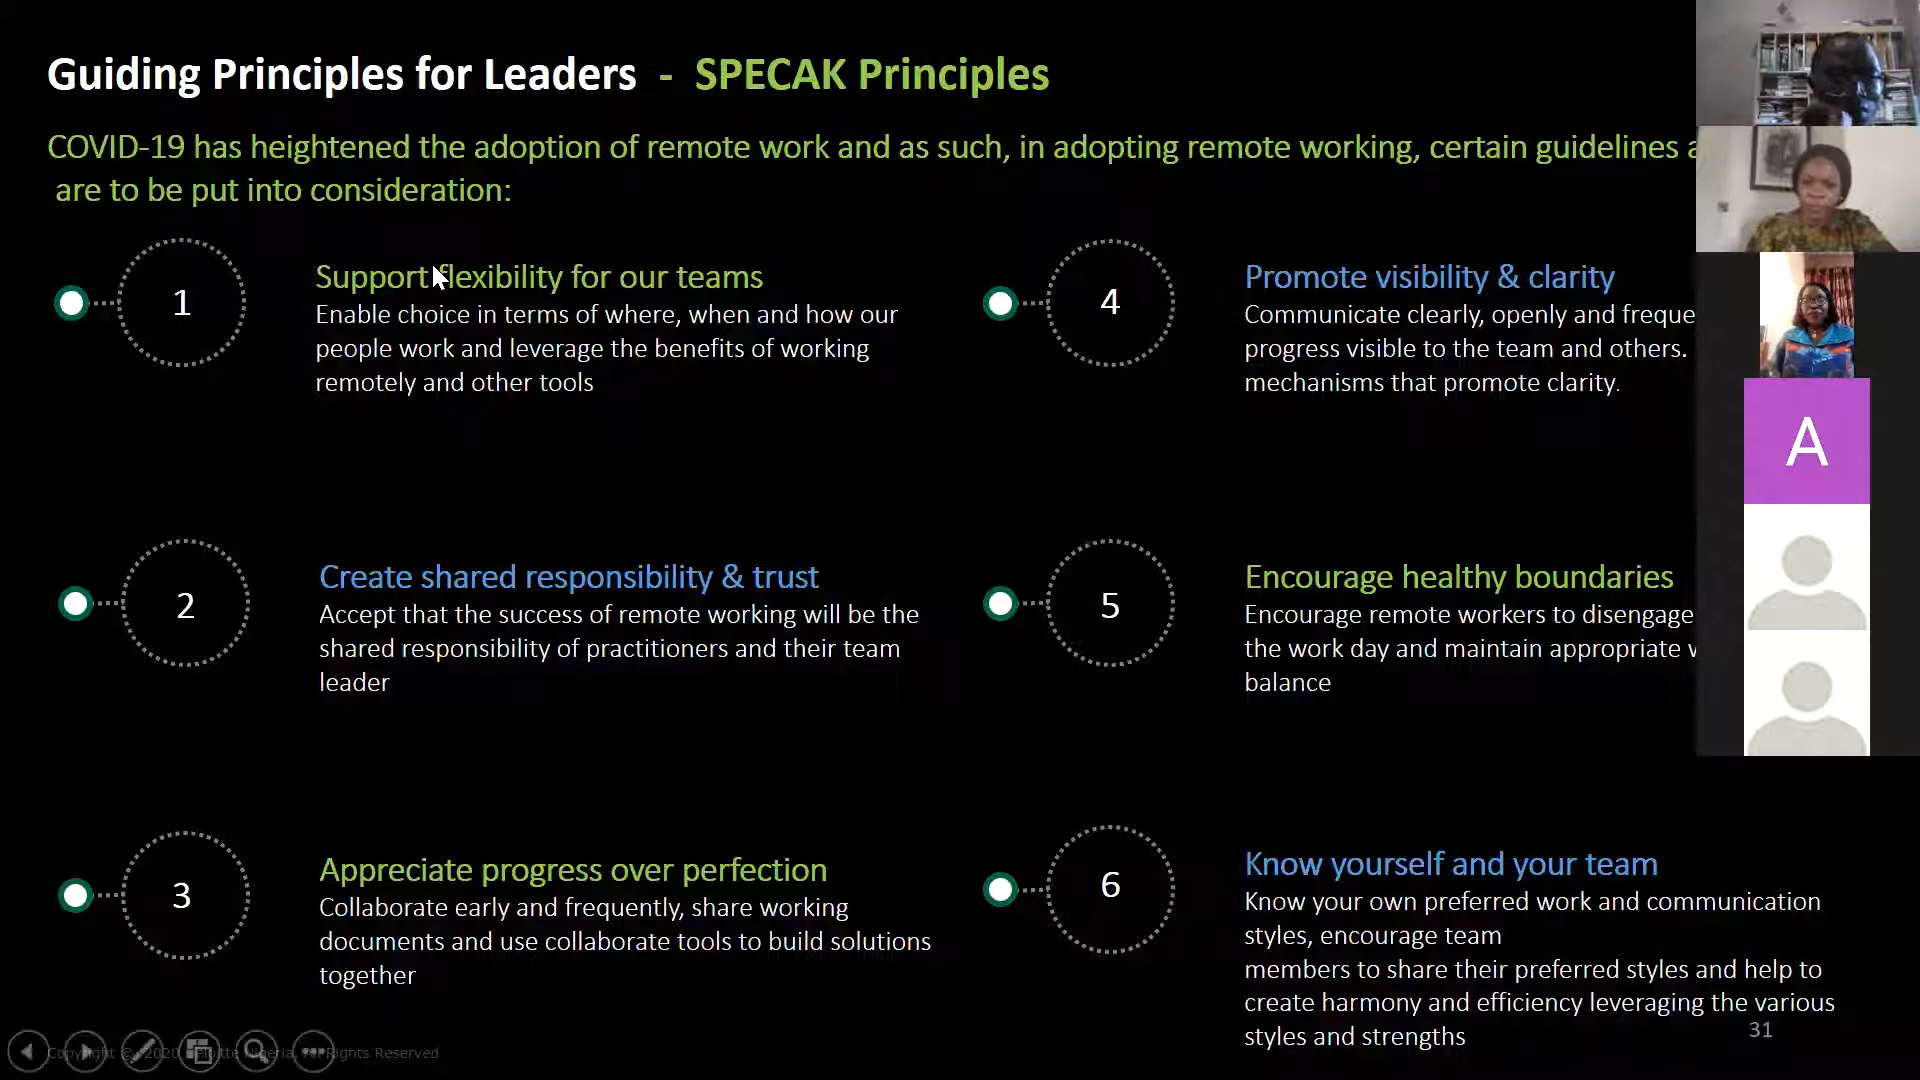 Guiding Principles for Leaders - SPECAK Principles
COVID-19 has heightened the adoption of remote work and as such, in adopting remote working, certain guidelines
are to be put into consideration:
1
Support flexibility for our teams
Enable choice in terms of where, when and how our
people work and leverage the benefits of working
remotely and other tools
2
Create shared responsibility & trust
Accept that the success of remote working will be the
shared responsibility of practitioners and their team
leader
3
Appreciate progress over perfection
Collaborate early and frequently, share working
documents and use collaborate tools to build solutions
together
4
Promote visibility & clarity
Communicate clearly, openly and
progress visible to the team and others.
mechanisms that promote clarity.
5
Encourage healthy boundaries
Encourage remote workers to disengage
the work day and maintain appropriate
balance
6
Know yourself and your team
Know your own preferred work and communication
styles, encourage team
members to share their preferred styles and help to
create harmony and efficiency leveraging the various
styles and strengths
A
31
Copyright © 2020 Deloitte Nigeria. All Rights Reserved